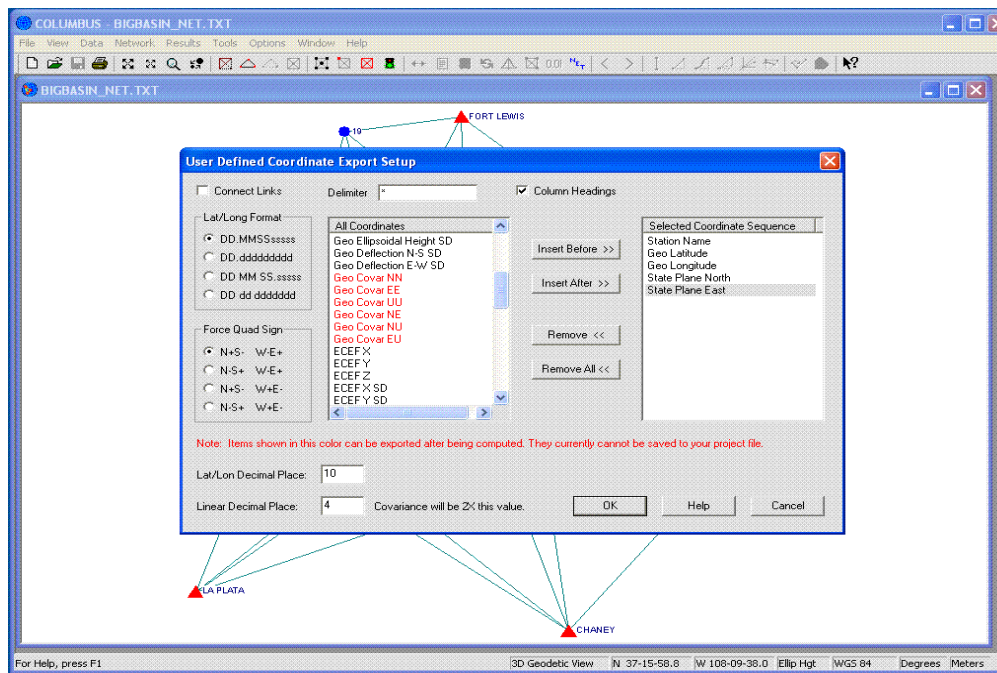 COLUMBUS - BIGBASIN_NET.TXT
File View Data Network Results Tools Options Window Help
BIGBASIN_NET.TXT
FORT LEWIS
19
User Defined Coordinate Export Setup
Connect Links
Delimiter *
Column Headings
Lat/Long Format
DD.MMSSsssss
DD.ddddddddd
DD MM SS.sssss
DD dd ddddddd
Force Quad Sign
N+S- W-E+
N-S+ W-E+
N+S- W+E-
N-S+ W+E-
All Coordinates
Geo Ellipsoidal Height SD
Geo Deflection N-S SD
Geo Deflection E-W SD
Geo Covar NN
Geo Covar EE
Geo Covar UU
Geo Covar NE
Geo Covar NU
Geo Covar EU
ECEF X
ECEF Y
ECEF Z
ECEF X SD
ECEF Y SD
Insert Before >>
Insert After >>
Remove <<
Remove All <<
Selected Coordinate Sequence
Station Name
Geo Latitude
Geo Longitude
State Plane North
State Plane East
Note: Items shown in this color can be exported after being computed. They currently cannot be saved to your project file.
Lat/Lon Decimal Place: 10
Linear Decimal Place: 4 Covariance will be 2X this value.
OK Help Cancel
LA PLATA
CHANEY
For Help, press F1 3D Geodetic View N 37-15-58.8 W 108-09-38.0 Ellip Hgt WGS 84 Degrees Meters